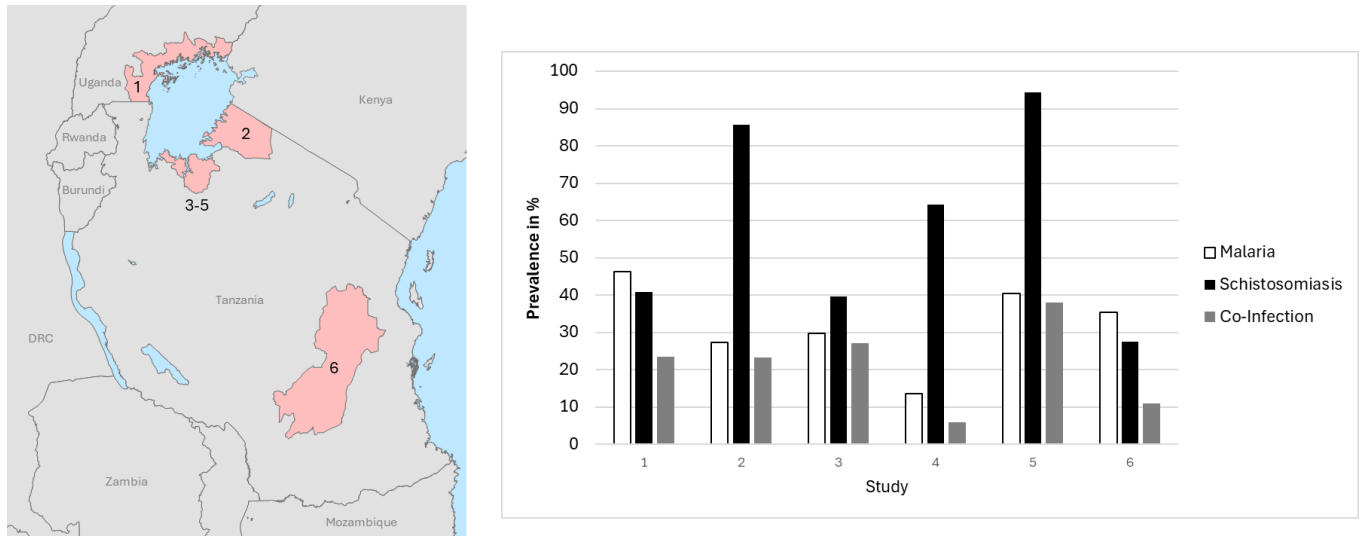 Uganda
1
Kenya
2
Rwanda
Burundi
3-5
Tanzania
DRC
6
Zambia
Mozambique
Prevalence in %
100
90
80
70
60
50
40
30
20
10
0
1 2 3 4 5 6
Study
Malaria
Schistosomiasis
Co-Infection